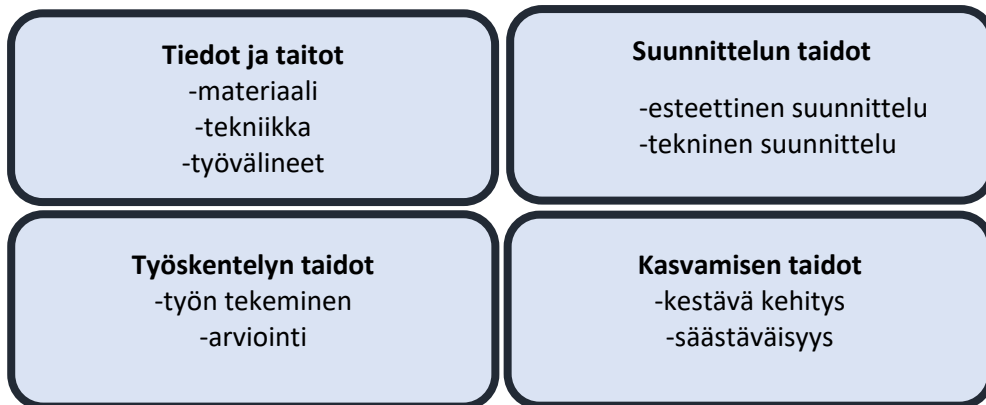 Tiedot ja taitot
-materiaali
-tekniikka
-työvälineet
Suunnittelun taidot
-esteettinen suunnittelu
-tekninen suunnittelu
Työskentelyn taidot
-työn tekeminen
-arviointi
Kasvamisen taidot
-kestävä kehitys
-säästäväisyys